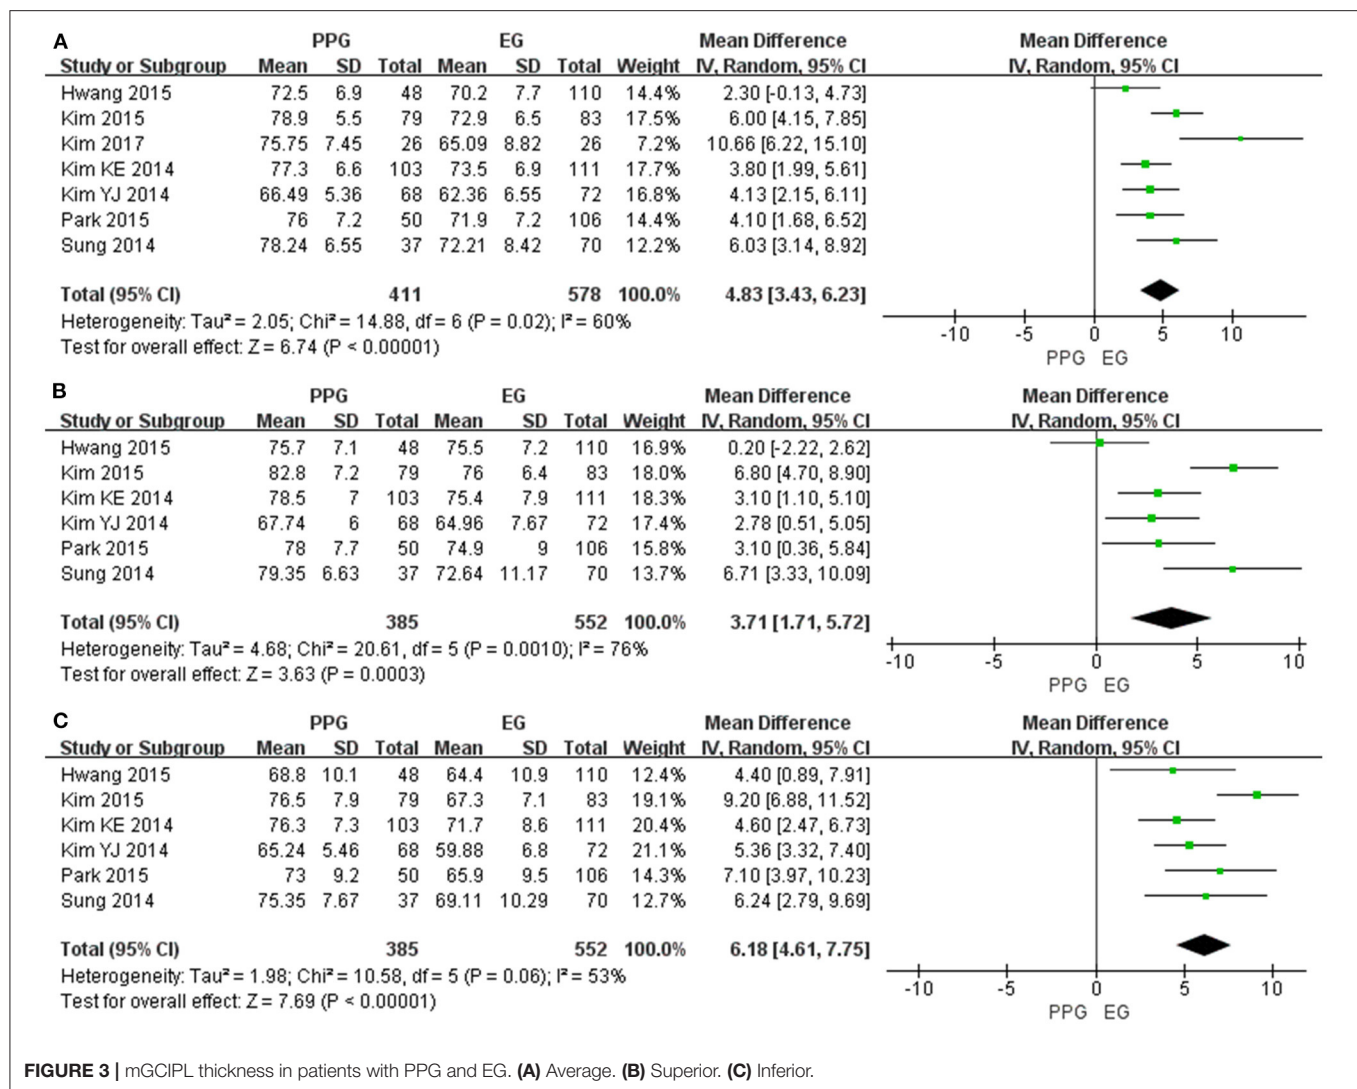 A
PPG EG Mean Difference Mean Difference
Study or Subgroup Mean SD Total Mean SD Total Weight IV, Random, 95% CI IV, Random, 95% CI
Hwang 2015 72.5 6.9 48 70.2 7.7 110 14.4% 2.30 [-0.13, 4.73]
Kim 2015 78.9 5.5 79 72.9 6.5 83 17.5% 6.00 [4.15, 7.85]
Kim 2017 75.75 7.45 26 65.09 8.82 26 7.2% 10.66 [6.22, 15.10]
Kim KE 2014 77.3 6.6 103 73.5 6.9 111 17.7% 3.80 [1.99, 5.61]
Kim YJ 2014 66.49 5.36 68 62.36 6.55 72 16.8% 4.13 [2.15, 6.11]
Park 2015 76 7.2 50 71.9 7.2 106 14.4% 4.10 [1.68, 6.52]
Sung 2014 78.24 6.55 37 72.21 8.42 70 12.2% 6.03 [3.14, 8.92]
Total (95% CI) 411 578 100.0% 4.83 [3.43, 6.23]
Heterogeneity: Tau² = 2.05; Chi² = 14.88, df = 6 (P = 0.02); I² = 60%
Test for overall effect: Z = 6.74 (P < 0.00001)
-10 -5 0 5 10
PPG EG
B
PPG EG Mean Difference Mean Difference
Study or Subgroup Mean SD Total Mean SD Total Weight IV, Random, 95% CI IV, Random, 95% CI
Hwang 2015 75.7 7.1 48 75.5 7.2 110 16.9% 0.20 [-2.22, 2.62]
Kim 2015 82.8 7.2 79 76 6.4 83 18.0% 6.80 [4.70, 8.90]
Kim KE 2014 78.5 7 103 75.4 7.9 111 18.3% 3.10 [1.10, 5.10]
Kim YJ 2014 67.74 6 68 64.96 7.67 72 17.4% 2.78 [0.51, 5.05]
Park 2015 78 7.7 50 74.9 9 106 15.8% 3.10 [0.36, 5.84]
Sung 2014 79.35 6.63 37 72.64 11.17 70 13.7% 6.71 [3.33, 10.09]
Total (95% CI) 385 552 100.0% 3.71 [1.71, 5.72]
Heterogeneity: Tau² = 4.68; Chi² = 20.61, df = 5 (P = 0.0010); I² = 76%
Test for overall effect: Z = 3.63 (P = 0.0003)
-10 -5 0 5 10
PPG EG
C
PPG EG Mean Difference Mean Difference
Study or Subgroup Mean SD Total Mean SD Total Weight IV, Random, 95% CI IV, Random, 95% CI
Hwang 2015 68.8 10.1 48 64.4 10.9 110 12.4% 4.40 [0.89, 7.91]
Kim 2015 76.5 7.9 79 67.3 7.1 83 19.1% 9.20 [6.88, 11.52]
Kim KE 2014 76.3 7.3 103 71.7 8.6 111 20.4% 4.60 [2.47, 6.73]
Kim YJ 2014 65.24 5.46 68 59.88 6.8 72 21.1% 5.36 [3.32, 7.40]
Park 2015 73 9.2 50 65.9 9.5 106 14.3% 7.10 [3.97, 10.23]
Sung 2014 75.35 7.67 37 69.11 10.29 70 12.7% 6.24 [2.79, 9.69]
Total (95% CI) 385 552 100.0% 6.18 [4.61, 7.75]
Heterogeneity: Tau² = 1.98; Chi² = 10.58, df = 5 (P = 0.06); I² = 53%
Test for overall effect: Z = 7.69 (P < 0.00001)
-10 -5 0 5 10
PPG EG
FIGURE 3 | mGCIPL thickness in patients with PPG and EG. (A) Average. (B) Superior. (C) Inferior.